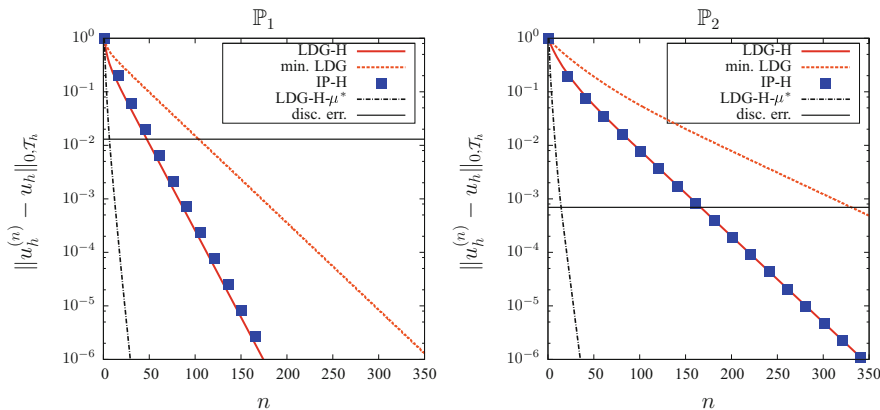 ℙ₁
‖u_h^{(n)} − u_h‖_{0,𝒯_h}
10^0
10^{-1}
10^{-2}
10^{-3}
10^{-4}
10^{-5}
10^{-6}
LDG-H
min. LDG
IP-H
LDG-H-μ*
disc. err.
0 50 100 150 200 250 300 350
n
ℙ₂
‖u_h^{(n)} − u_h‖_{0,𝒯_h}
10^0
10^{-1}
10^{-2}
10^{-3}
10^{-4}
10^{-5}
10^{-6}
LDG-H
min. LDG
IP-H
LDG-H-μ*
disc. err.
0 50 100 150 200 250 300 350
n